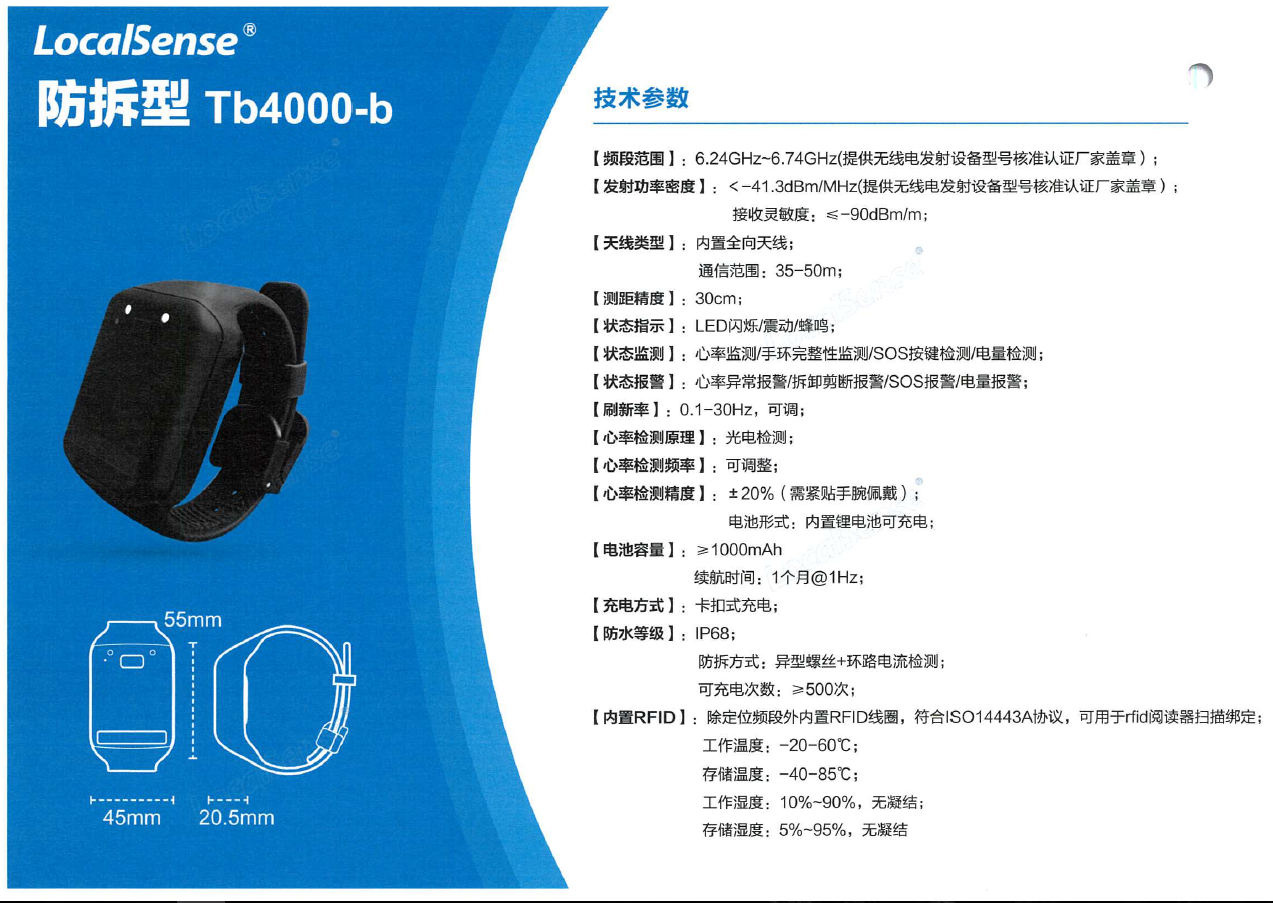 LocalSense®
防拆型 Tb4000-b
55mm
45mm
20.5mm
技术参数
【频段范围】：6.24GHz~6.74GHz(提供无线电发射设备型号核准认证厂家盖章）；
【发射功率密度】：<-41.3dBm/MHz(提供无线电发射设备型号核准认证厂家盖章）；
接收灵敏度：≤-90dBm/m；
【天线类型】：内置全向天线；
通信范围：35-50m；
【测距精度】：30cm；
【状态指示】：LED闪烁/震动/蜂鸣；
【状态监测】：心率监测/手环完整性监测/SOS按键检测/电量检测；
【状态报警】：心率异常报警/拆卸剪断报警/SOS报警/电量报警；
【刷新率】：0.1-30Hz，可调；
【心率检测原理】：光电检测；
【心率检测频率】：可调整；
【心率检测精度】：±20%（需紧贴手腕佩戴）；
电池形式：内置锂电池可充电；
【电池容量】：≥1000mAh
续航时间：1个月@1Hz；
【充电方式】：卡扣式充电；
【防水等级】：IP68；
防拆方式：异型螺丝+环路电流检测；
可充电次数：≥500次；
【内置RFID】：除定位频段外内置RFID线圈，符合ISO14443A协议，可用于rfid阅读器扫描绑定；
工作温度：-20-60℃；
存储温度：-40-85℃；
工作湿度：10%~90%，无凝结；
存储湿度：5%~95%，无凝结
LocalSense®
LocalSense®
LocalSense®
LocalSense®